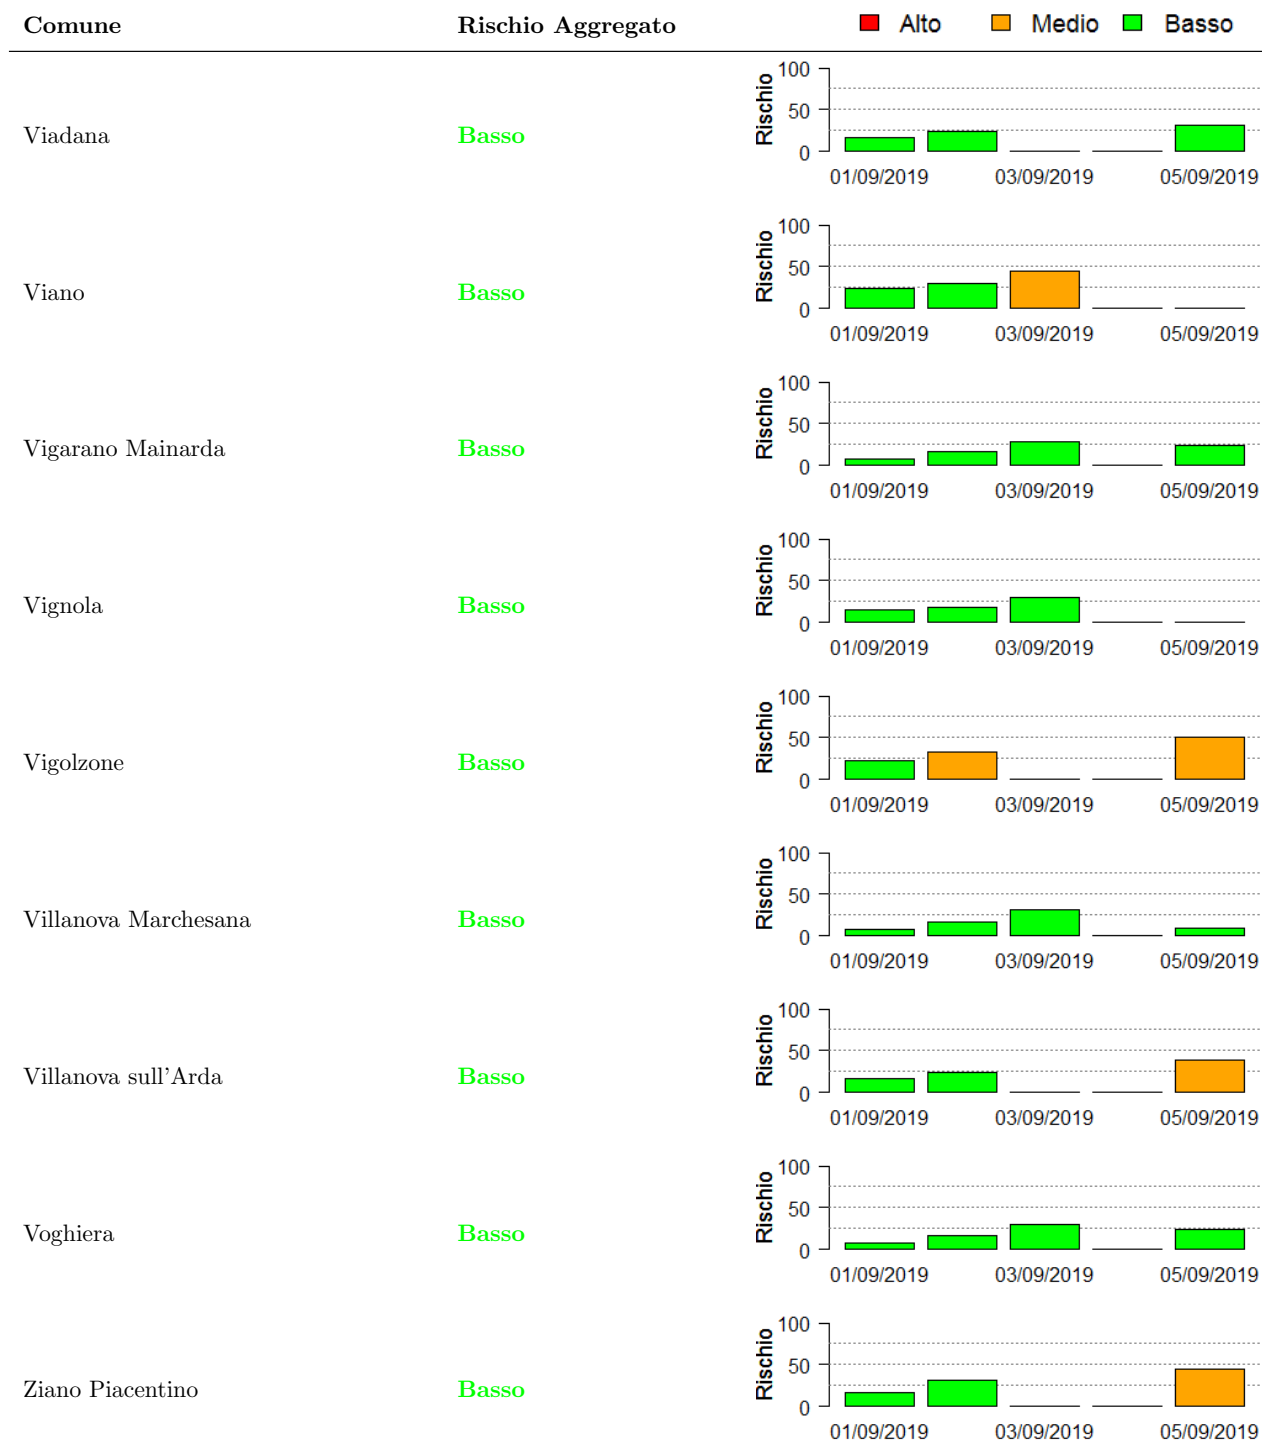 Comune Rischio Aggregato Alto Medio Basso
Viadana Basso Rischio 100 50 0
01/09/2019 03/09/2019 05/09/2019
Viano Basso Rischio 100 50 0
01/09/2019 03/09/2019 05/09/2019
Vigarano Mainarda Basso Rischio 100 50 0
01/09/2019 03/09/2019 05/09/2019
Vignola Basso Rischio 100 50 0
01/09/2019 03/09/2019 05/09/2019
Vigolzone Basso Rischio 100 50 0
01/09/2019 03/09/2019 05/09/2019
Villanova Marchesana Basso Rischio 100 50 0
01/09/2019 03/09/2019 05/09/2019
Villanova sull'Arda Basso Rischio 100 50 0
01/09/2019 03/09/2019 05/09/2019
Voghiera Basso Rischio 100 50 0
01/09/2019 03/09/2019 05/09/2019
Ziano Piacentino Basso Rischio 100 50 0
01/09/2019 03/09/2019 05/09/2019